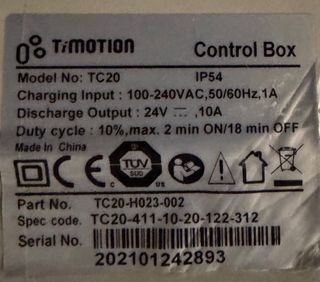 TiMOTION Control Box
Model No: TC20 IP54
Charging Input : 100-240VAC,50/60Hz,1A
Discharge Output : 24V ⎓ ,10A
Duty cycle : 10%,max. 2 min ON/18 min OFF
Made In China
CE C US TÜV SÜD
Part No. TC20-H023-002
Spec code. TC20-411-10-20-122-312
Serial No.
202101242893